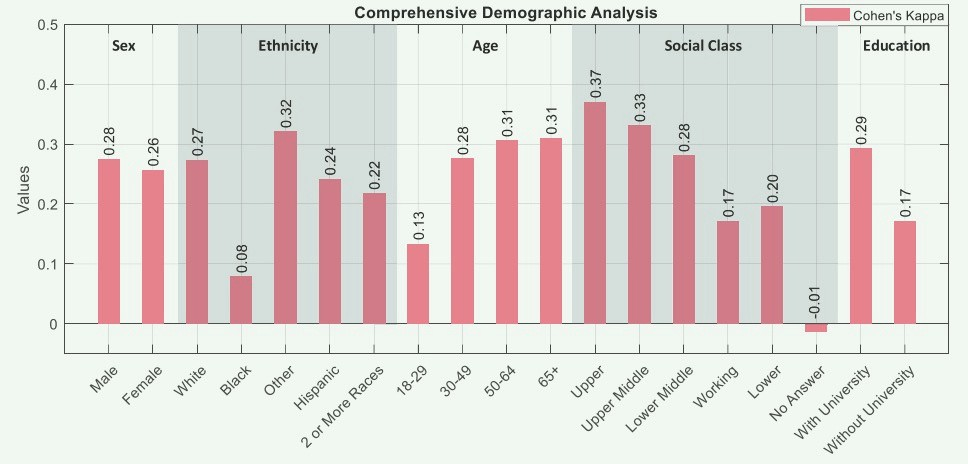 Comprehensive Demographic Analysis
Cohen's Kappa
Sex
Ethnicity
Age
Social Class
Education
Values
0.5
0.4
0.3
0.2
0.1
0
0.28
0.26
0.27
0.08
0.32
0.24
0.22
0.13
0.28
0.31
0.31
0.37
0.33
0.28
0.17
0.20
-0.01
0.29
0.17
Male
Female
White
Black
Other
Hispanic
2 or More Races
18-29
30-49
50-64
65+
Upper
Upper Middle
Lower Middle
Working
Lower
No Answer
With University
Without University